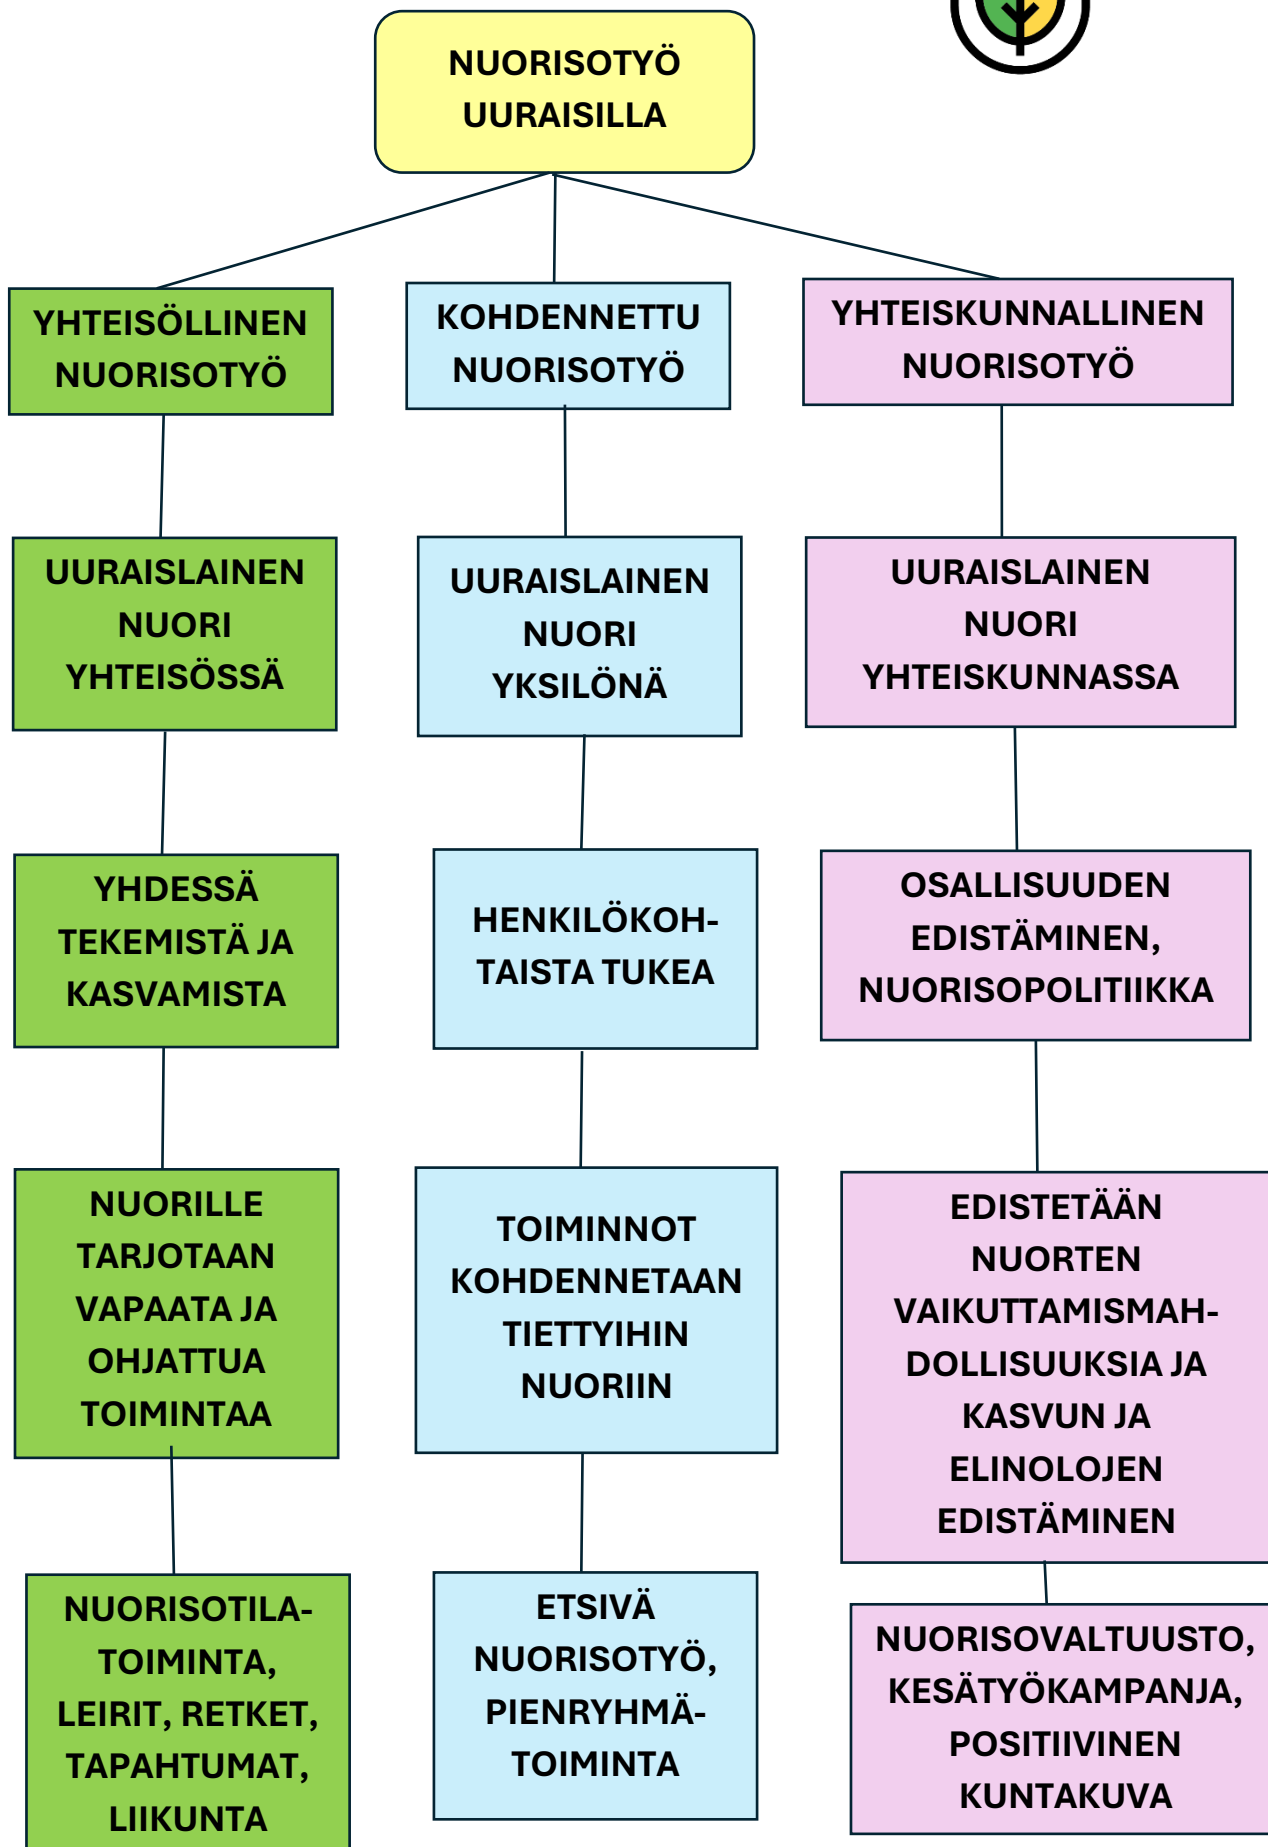 NUORISOTYÖ
UURAISILLA
YHTEISÖLLINEN
NUORISOTYÖ
KOHDENNETTU
NUORISOTYÖ
YHTEISKUNNALLINEN
NUORISOTYÖ
UURAISLAINEN
NUORI
YHTEISÖSSÄ
UURAISLAINEN
NUORI
YKSILÖNÄ
UURAISLAINEN
NUORI
YHTEISKUNNASSA
YHDESSÄ
TEKEMISTÄ JA
KASVAMISTA
HENKILÖKOH-
TAISTA TUKEA
OSALLISUUDEN
EDISTÄMINEN,
NUORISOPOLITIIKKA
NUORILLE
TARJOTAAN
VAPAATA JA
OHJATTUA
TOIMINTAA
TOIMINNOT
KOHDENNETAAN
TIETTYIHIN
NUORIIN
EDISTETÄÄN
NUORTEN
VAIKUTTAMISMAH-
DOLLISUUKSIA JA
KASVUN JA
ELINOLOJEN
EDISTÄMINEN
NUORISOTILA-
TOIMINTA,
LEIRIT, RETKET,
TAPAHTUMAT,
LIIKUNTA
ETSIVÄ
NUORISOTYÖ,
PIENRYHMÄ-
TOIMINTA
NUORISOVALTUUSTO,
KESÄTYÖKAMPANJA,
POSITIIVINEN
KUNTAKUVA